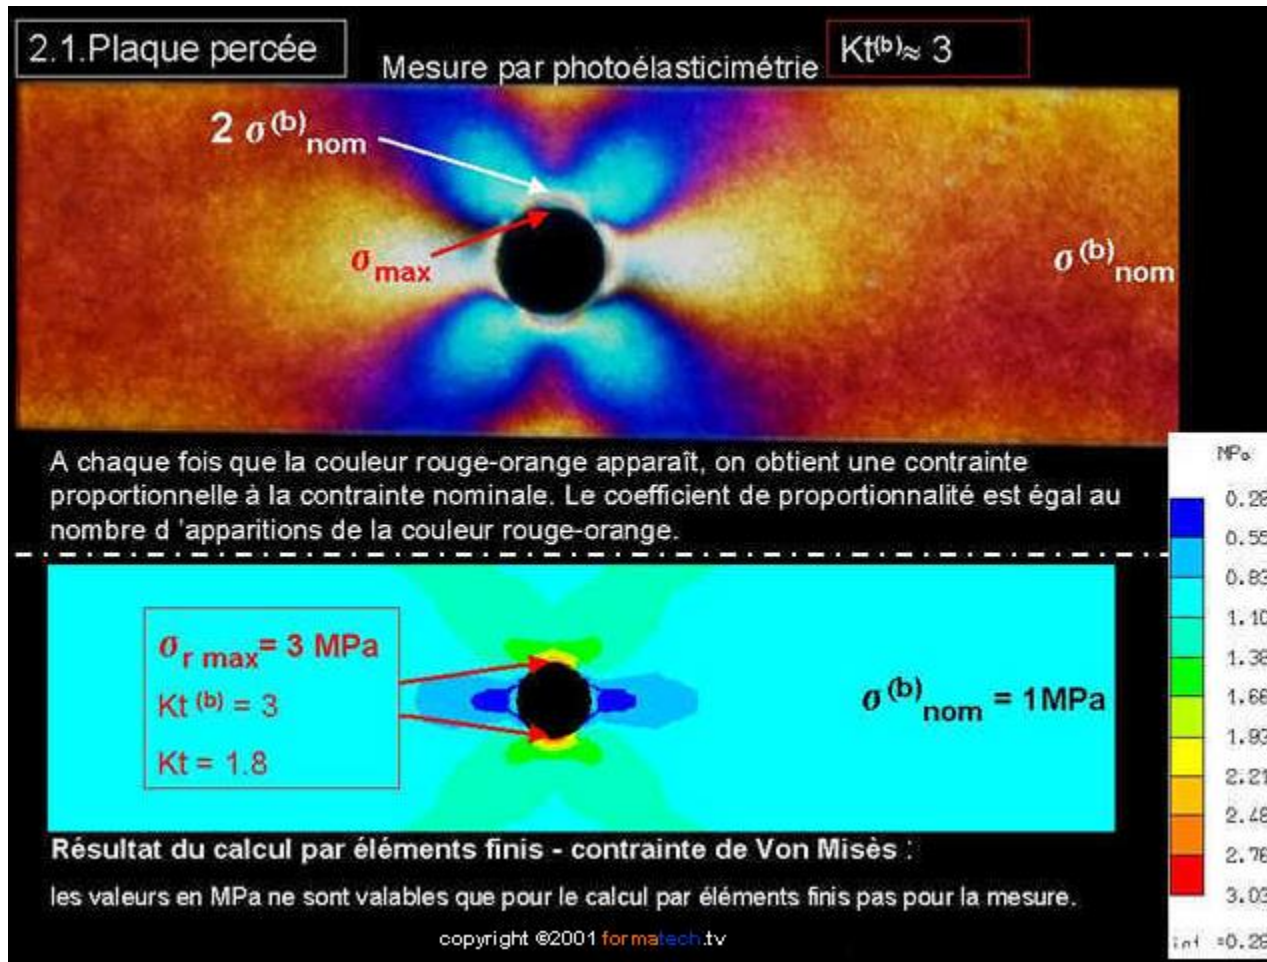 2.1.Plaque percée
Mesure par photoélasticimétrie
Kt(b)≈ 3
2 σ(b)nom
σmax
σ(b)nom
A chaque fois que la couleur rouge-orange apparaît, on obtient une contrainte
proportionnelle à la contrainte nominale. Le coefficient de proportionnalité est égal au
nombre d 'apparitions de la couleur rouge-orange.
MPa
0.28
0.55
0.83
1.10
1.38
1.66
1.93
2.21
2.48
2.76
3.03
σr max= 3 MPa
Kt (b) = 3
Kt = 1.8
σ(b)nom = 1MPa
Résultat du calcul par éléments finis - contrainte de Von Misès :
les valeurs en MPa ne sont valables que pour le calcul par éléments finis pas pour la mesure.
copyright ©2001 formatech.tv
=0.28